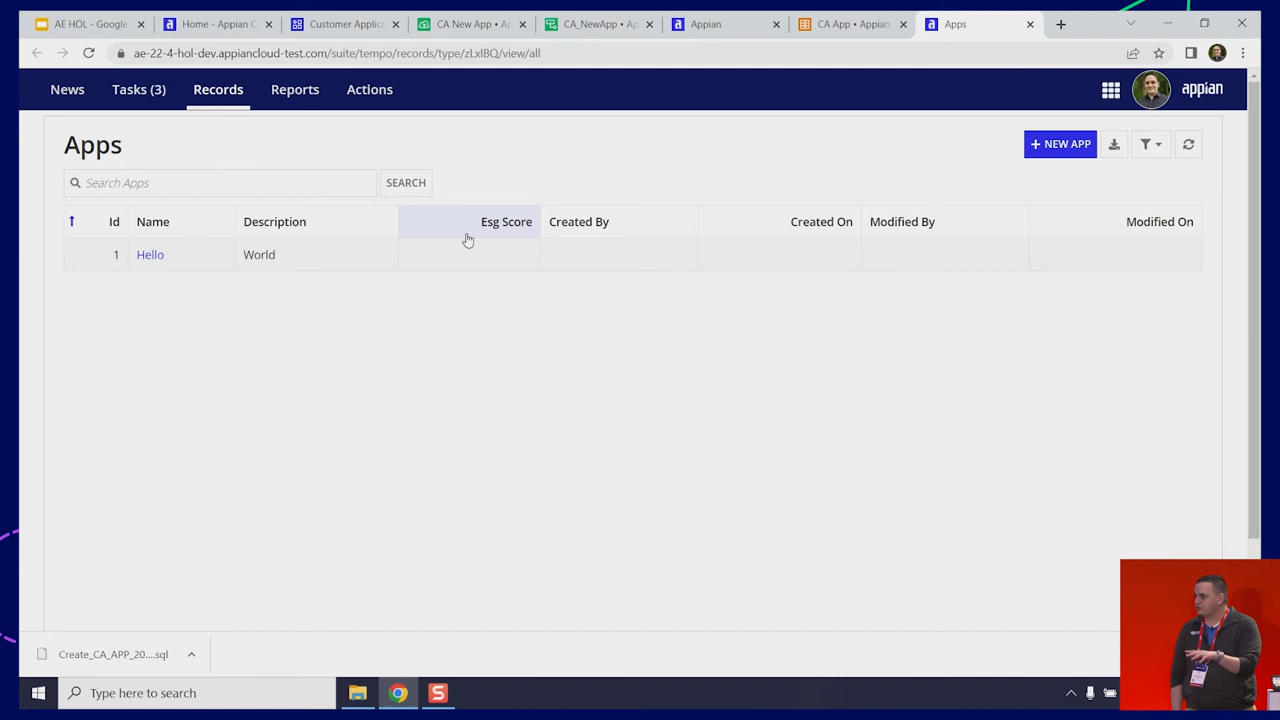 AE HOL - Google
Home - Appian C
Customer Applica
CA New App • Ap
CA_NewApp • Ap
Appian
CA App • Appian
Apps
ae-22-4-hol-dev.appiancloud-test.com/suite/tempo/records/type/zLxIBQ/view/all
News Tasks (3) Records Reports Actions appian
Apps
+ NEW APP
Search Apps SEARCH
Id Name Description Esg Score Created By Created On Modified By Modified On
1 Hello World
Create_CA_APP_20....sql
Type here to search